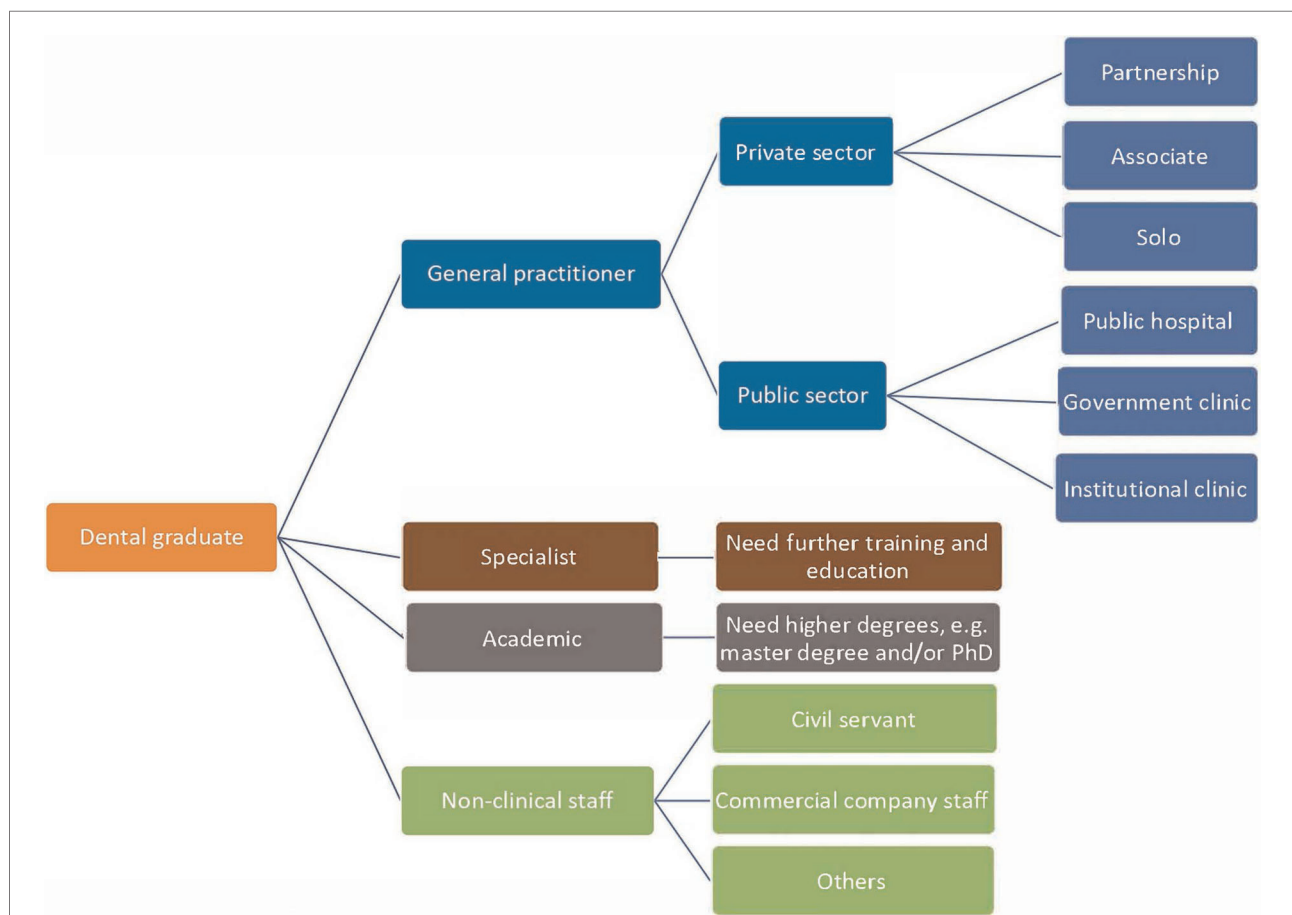 Partnership
Private sector
Associate
Solo
General practitioner
Public hospital
Public sector
Government clinic
Institutional clinic
Dental graduate
Specialist
Need further training and
education
Academic
Need higher degrees, e.g.
master degree and/or PhD
Civil servant
Non-clinical staff
Commercial company staff
Others